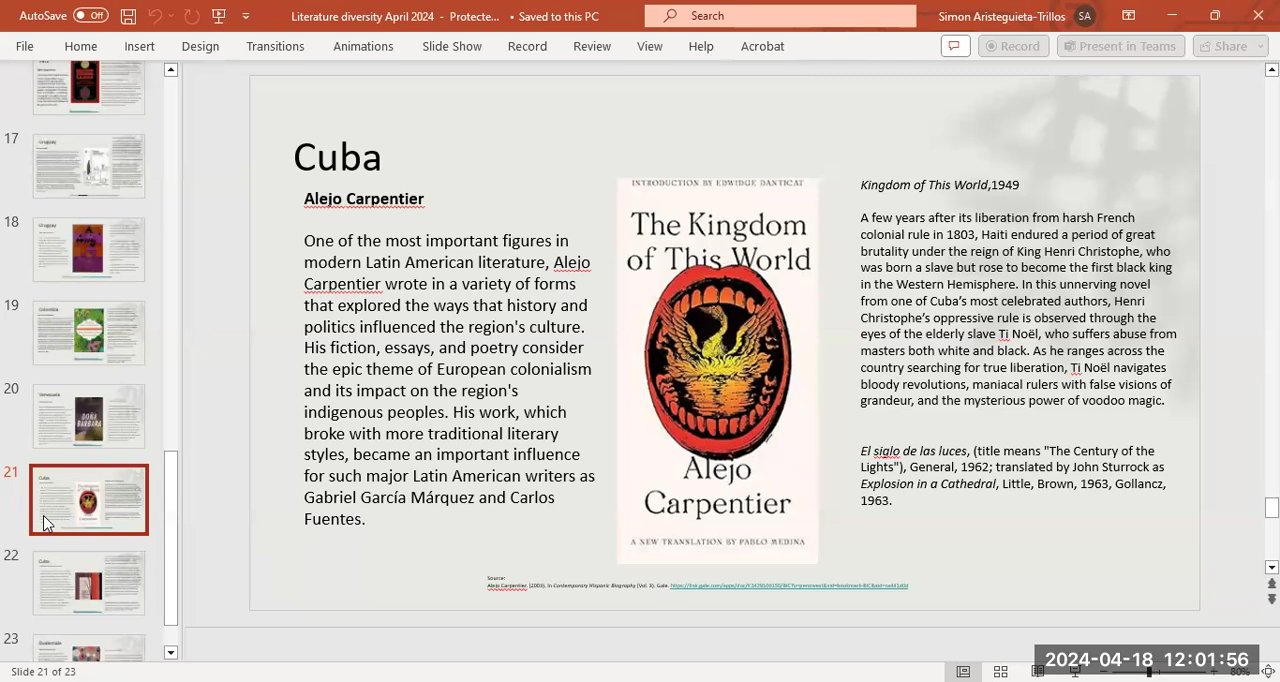 AutoSave Off Literature diversity April 2024 - Protecte... • Saved to this PC Search Simon Aristeguieta-Trillos SA
File Home Insert Design Transitions Animations Slide Show Record Review View Help Acrobat Record Present in Teams Share
17
18
19
20
21
22
23
Cuba
Alejo Carpentier
One of the most important figures in
modern Latin American literature, Alejo
Carpentier wrote in a variety of forms
that explored the ways that history and
politics influenced the region's culture.
His fiction, essays, and poetry consider
the epic theme of European colonialism
and its impact on the region's
indigenous peoples. His work, which
broke with more traditional literary
styles, became an important influence
for such major Latin American writers as
Gabriel García Márquez and Carlos
Fuentes.
INTRODUCTION BY EDWIDGE DANTICAT
The Kingdom
of This World
Alejo
Carpentier
A NEW TRANSLATION BY PABLO MEDINA
Kingdom of This World,1949
A few years after its liberation from harsh French
colonial rule in 1803, Haiti endured a period of great
brutality under the reign of King Henri Christophe, who
was born a slave but rose to become the first black king
in the Western Hemisphere. In this unnerving novel
from one of Cuba's most celebrated authors, Henri
Christophe's oppressive rule is observed through the
eyes of the elderly slave Ti Noël, who suffers abuse from
masters both white and black. As he ranges across the
country searching for true liberation, Ti Noël navigates
bloody revolutions, maniacal rulers with false visions of
grandeur, and the mysterious power of voodoo magic.
El siglo de las luces, (title means "The Century of the
Lights"), General, 1962; translated by John Sturrock as
Explosion in a Cathedral, Little, Brown, 1963, Gollancz,
1963.
Source:
Alejo Carpentier. (2003). In Contemporary Hispanic Biography (Vol. 3). Gale.
Slide 21 of 23
2024-04-18 12:01:56
80%